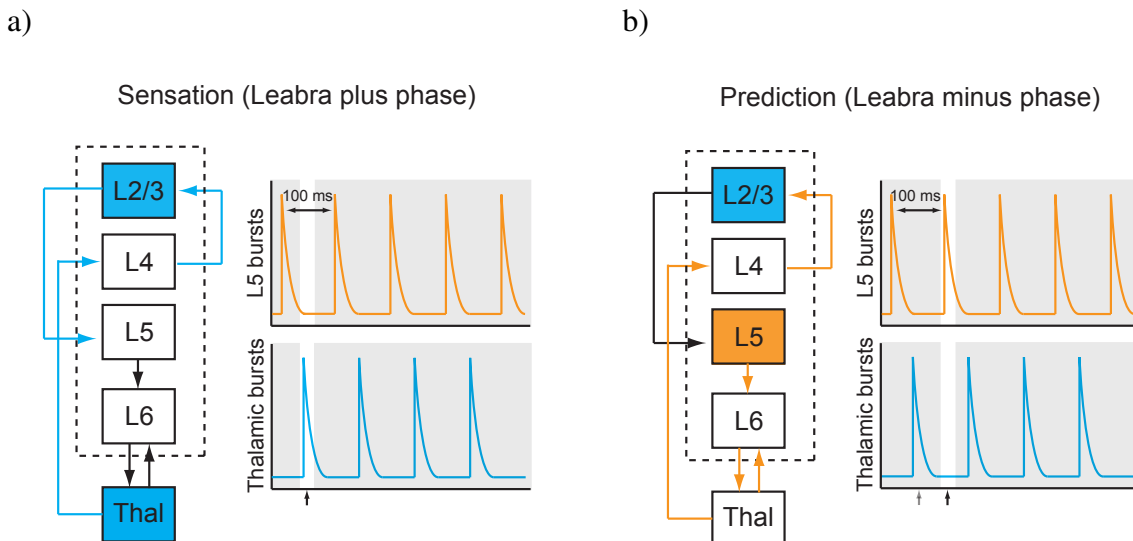 a)
Sensation (Leabra plus phase)
L2/3
L4
L5
L6
Thal
100 ms
L5 bursts
Thalamic bursts
b)
Prediction (Leabra minus phase)
L2/3
L4
L5
L6
Thal
100 ms
L5 bursts
Thalamic bursts